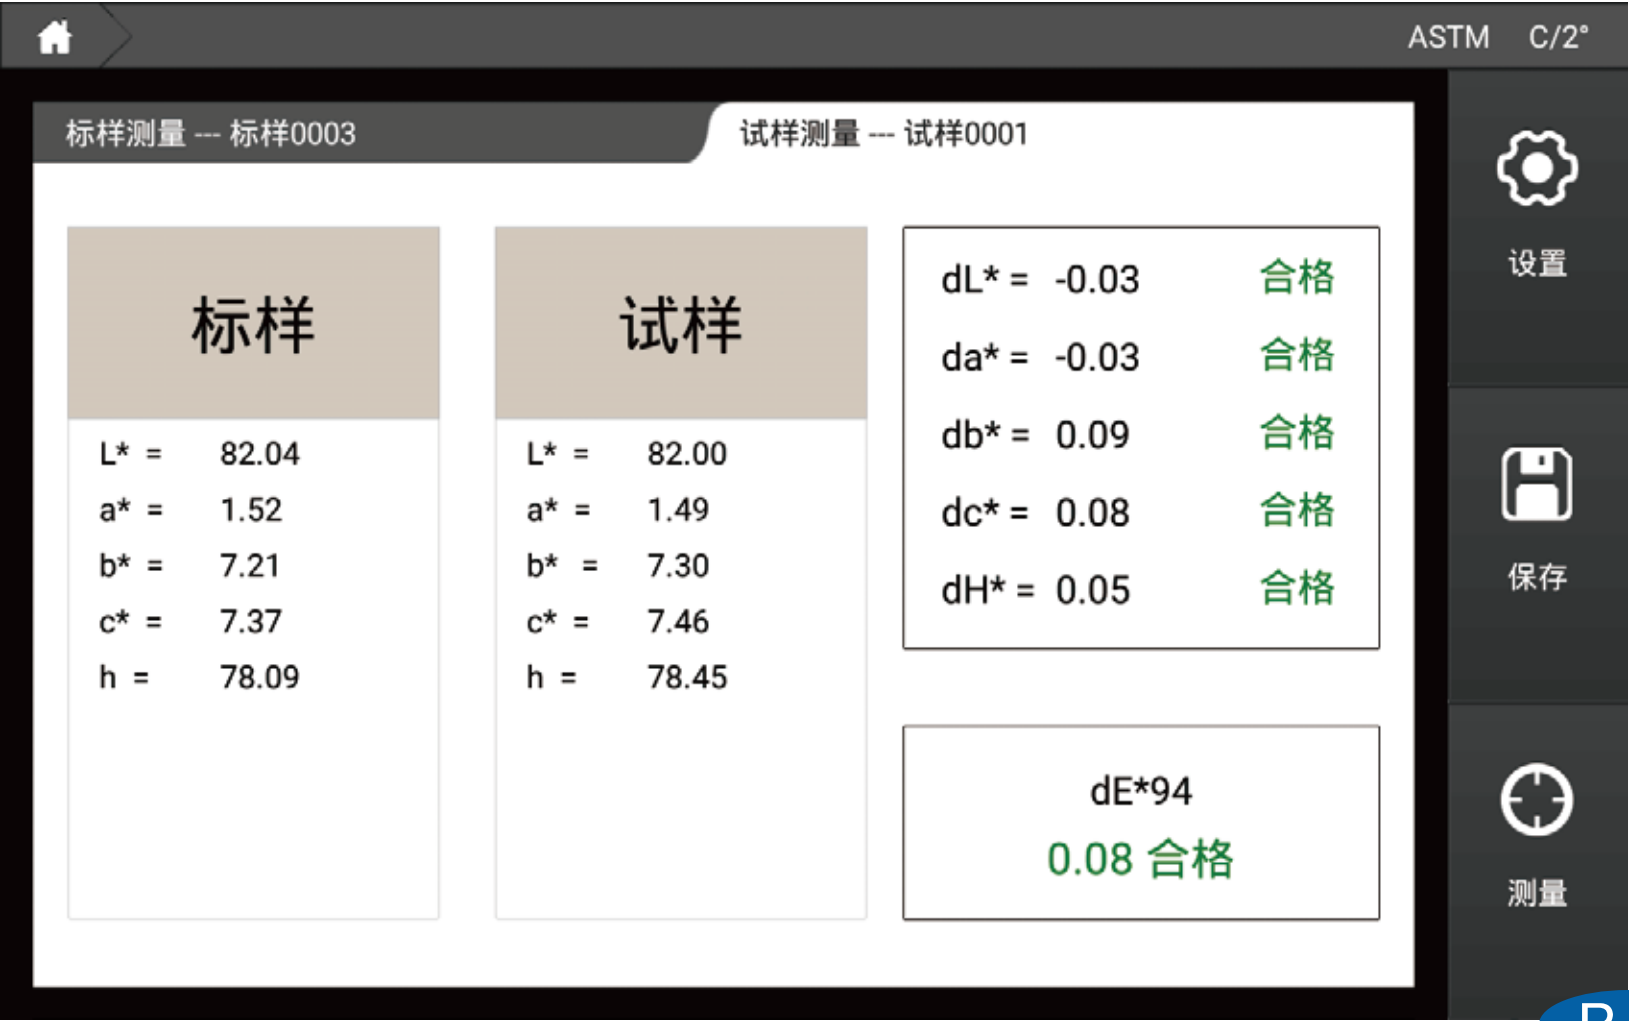 ASTM C/2°
标样测量 --- 标样0003
试样测量 --- 试样0001
标样
L* = 82.04
a* = 1.52
b* = 7.21
c* = 7.37
h = 78.09
试样
L* = 82.00
a* = 1.49
b* = 7.30
c* = 7.46
h = 78.45
dL* = -0.03 合格
da* = -0.03 合格
db* = 0.09 合格
dc* = 0.08 合格
dH* = 0.05 合格
dE*94
0.08 合格
设置
保存
测量